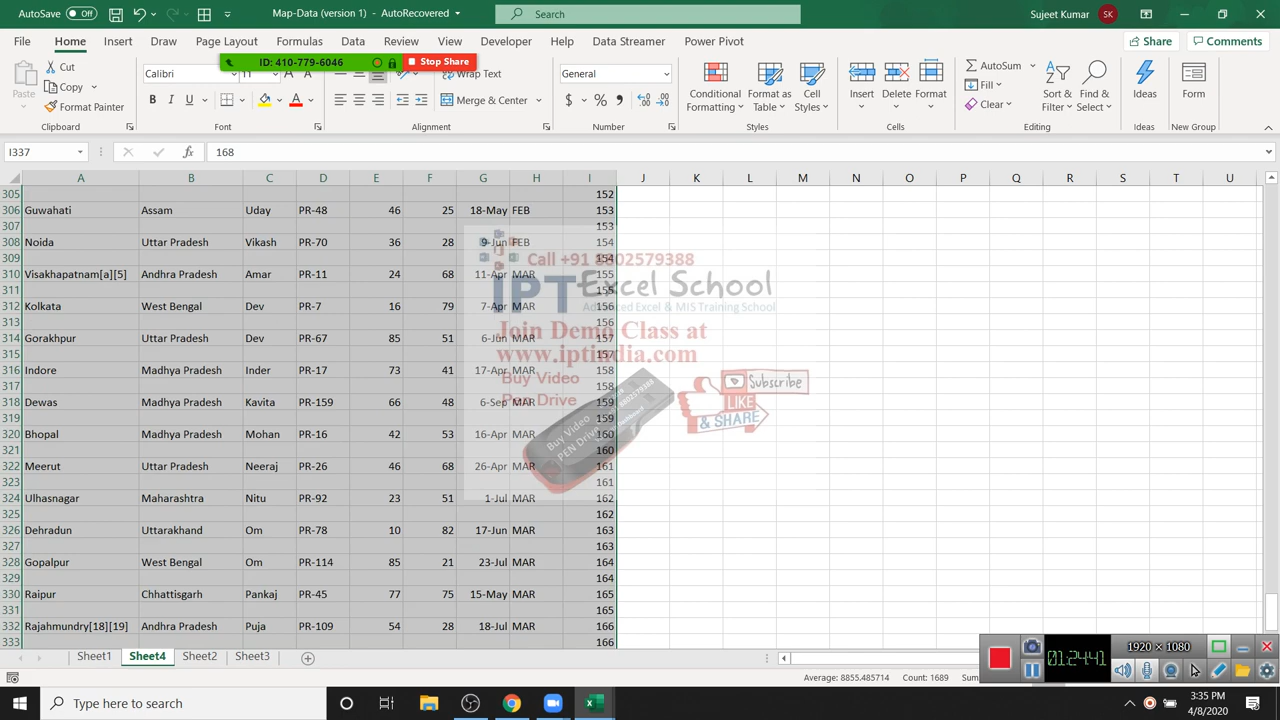 AutoSave Off Map-Data (version 1) - AutoRecovered Search Sujeet Kumar SK
File Home Insert Draw Page Layout Formulas Data Review View Developer Help Data Streamer Power Pivot Share Comments
ID: 410-779-6046 Stop Share
Paste Cut Copy Format Painter Clipboard
Calibri 11 B I U Font
Wrap Text Merge & Center Alignment
General $ % Number
Conditional Formatting Format as Table Cell Styles Styles
Insert Delete Format Cells
AutoSum Fill Clear Sort & Filter Find & Select Editing
Ideas Ideas
Form New Group
I337 fx 168
A B C D E F G H I J K L M N O P Q R S T U
305 152
306 Guwahati Assam Uday PR-48 46 25 18-May FEB 153
307 153
308 Noida Uttar Pradesh Vikash PR-70 36 28 9-Jun FEB 154
309 154
310 Visakhapatnam[a][5] Andhra Pradesh Amar PR-11 24 68 11-Apr MAR 155
311 155
312 Kolkata West Bengal Dev PR-7 16 79 7-Apr MAR 156
313 156
314 Gorakhpur Uttar Pradesh Dev PR-67 85 51 6-Jun MAR 157
315 157
316 Indore Madhya Pradesh Inder PR-17 73 41 17-Apr MAR 158
317 158
318 Dewas Madhya Pradesh Kavita PR-159 66 48 6-Sep MAR 159
319 159
320 Bhopal Madhya Pradesh Mohan PR-16 42 53 16-Apr MAR 160
321 160
322 Meerut Uttar Pradesh Neeraj PR-26 46 68 26-Apr MAR 161
323 161
324 Ulhasnagar Maharashtra Nitu PR-92 23 51 1-Jul MAR 162
325 162
326 Dehradun Uttarakhand Om PR-78 10 82 17-Jun MAR 163
327 163
328 Gopalpur West Bengal Om PR-114 85 21 23-Jul MAR 164
329 164
330 Raipur Chhattisgarh Pankaj PR-45 77 75 15-May MAR 165
331 165
332 Rajahmundry[18][19] Andhra Pradesh Puja PR-109 54 28 18-Jul MAR 166
333 166
Call +91 8802579388
IPT Excel School
Advanced Excel & MIS Training School
Join Demo Class at
www.iptindia.com
Buy Video
Pen Drive
Buy Video
PEN Drive
Subscribe
LIKE
& SHARE
Sheet1 Sheet4 Sheet2 Sheet3
Average: 8855.485714 Count: 1689
01:24:41 1920 × 1080
Type here to search
3:35 PM
4/8/2020